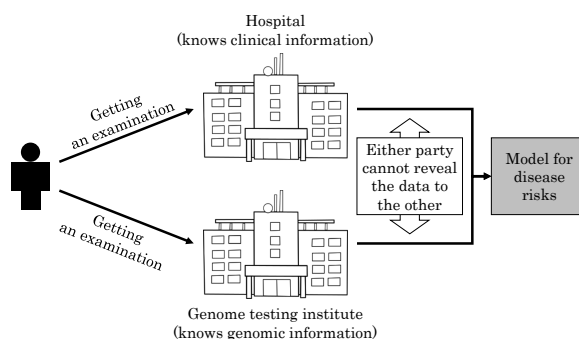 Hospital
(knows clinical information)
Getting
an examination
Either party
cannot reveal
the data to
the other
Model for
disease
risks
Getting
an examination
Genome testing institute
(knows genomic information)